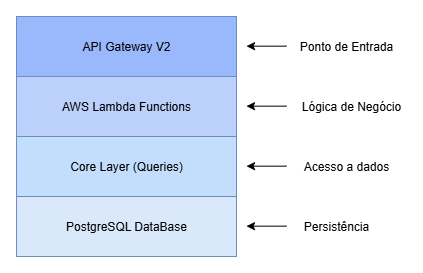 API Gateway V2
Ponto de Entrada
AWS Lambda Functions
Lógica de Negócio
Core Layer (Queries)
Acesso a dados
PostgreSQL DataBase
Persistência